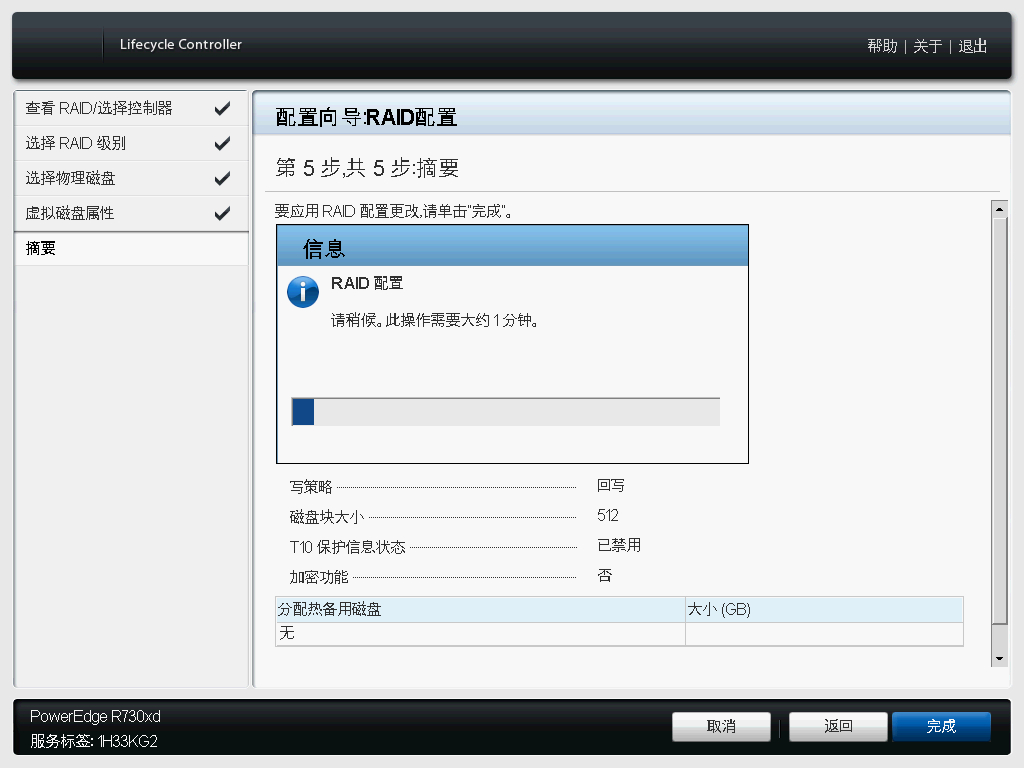 Lifecycle Controller
帮助 | 关于 | 退出
查看 RAID/选择控制器
选择 RAID 级别
选择物理磁盘
虚拟磁盘属性
摘要
配置向导:RAID配置
第 5 步,共 5 步:摘要
要应用 RAID 配置更改,请单击"完成"。
信息
RAID 配置
请稍候。此操作需要大约 1 分钟。
写策略 回写
磁盘块大小 512
T10 保护信息状态 已禁用
加密功能 否
分配热备用磁盘 大小 (GB)
无
PowerEdge R730xd
服务标签: 1H33KG2
取消 返回 完成